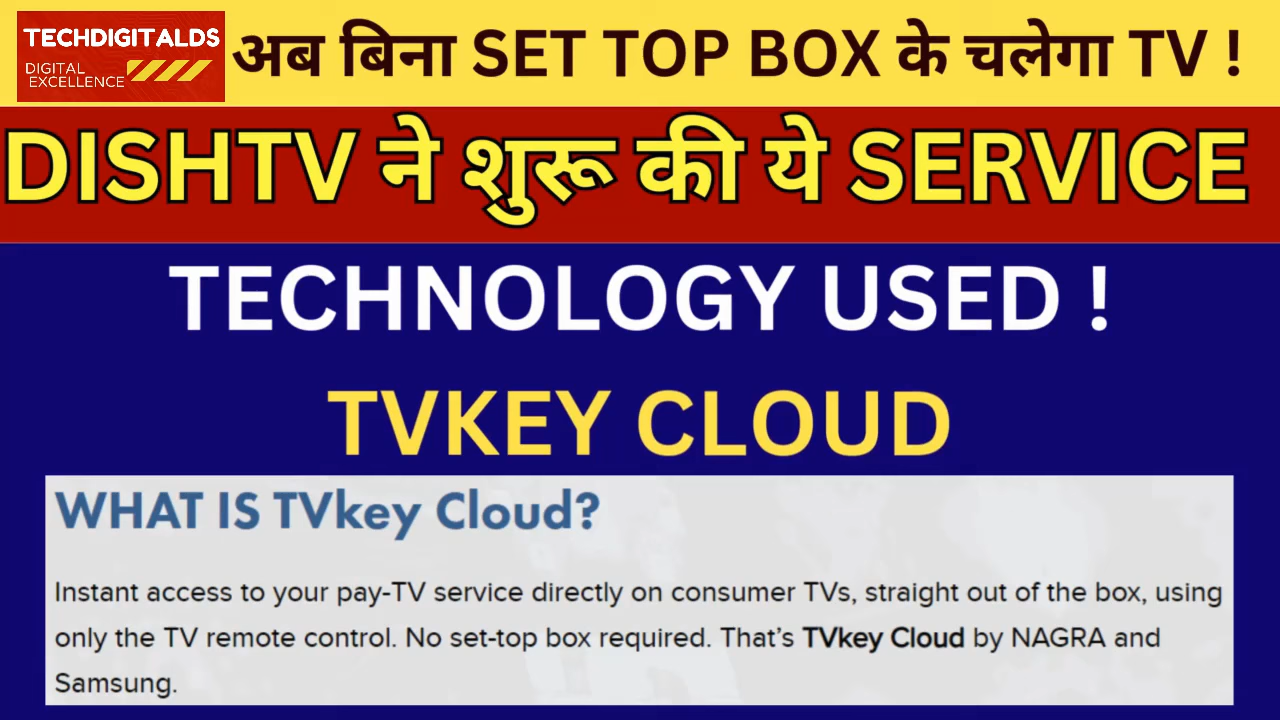 TECHDIGITALDS
DIGITAL
EXCELLENCE
अब बिना SET TOP BOX के चलेगा TV !
DISHTV ने शुरू की ये SERVICE
TECHNOLOGY USED !
TVKEY CLOUD
WHAT IS TVkey Cloud?
Instant access to your pay-TV service directly on consumer TVs, straight out of the box, using
only the TV remote control. No set-top box required. That's TVkey Cloud by NAGRA and
Samsung.